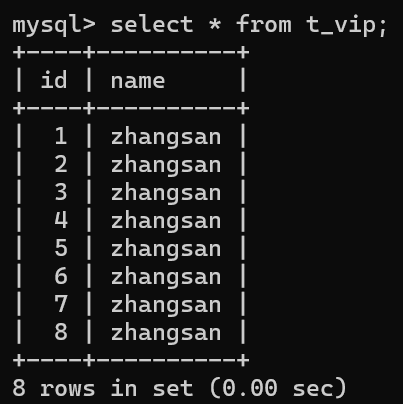 mysql> select * from t_vip;
+----+----------+
| id | name     |
+----+----------+
|  1 | zhangsan |
|  2 | zhangsan |
|  3 | zhangsan |
|  4 | zhangsan |
|  5 | zhangsan |
|  6 | zhangsan |
|  7 | zhangsan |
|  8 | zhangsan |
+----+----------+
8 rows in set (0.00 sec)